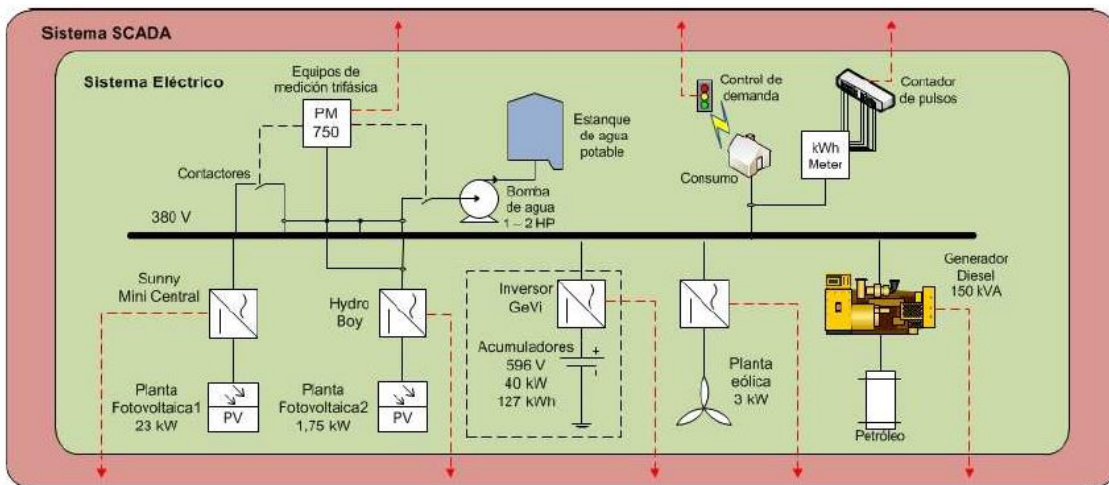 Sistema SCADA
Sistema Eléctrico
Equipos de
medición trifásica
PM
750
Contactores
380 V
Estanque
de agua
potable
Bomba
de agua
1 – 2 HP
Control de
demanda
Consumo
Contador
de pulsos
kWh
Meter
Sunny
Mini Central
Planta
Fotovoltaica1
23 kW
PV
Hydro
Boy
Planta
Fotovoltaica2
1,75 kW
PV
Inversor
GeVi
Acumuladores
596 V
40 kW
127 kWh
+
-
Planta
eólica
3 kW
Generador
Diesel
150 kVA
Petróleo